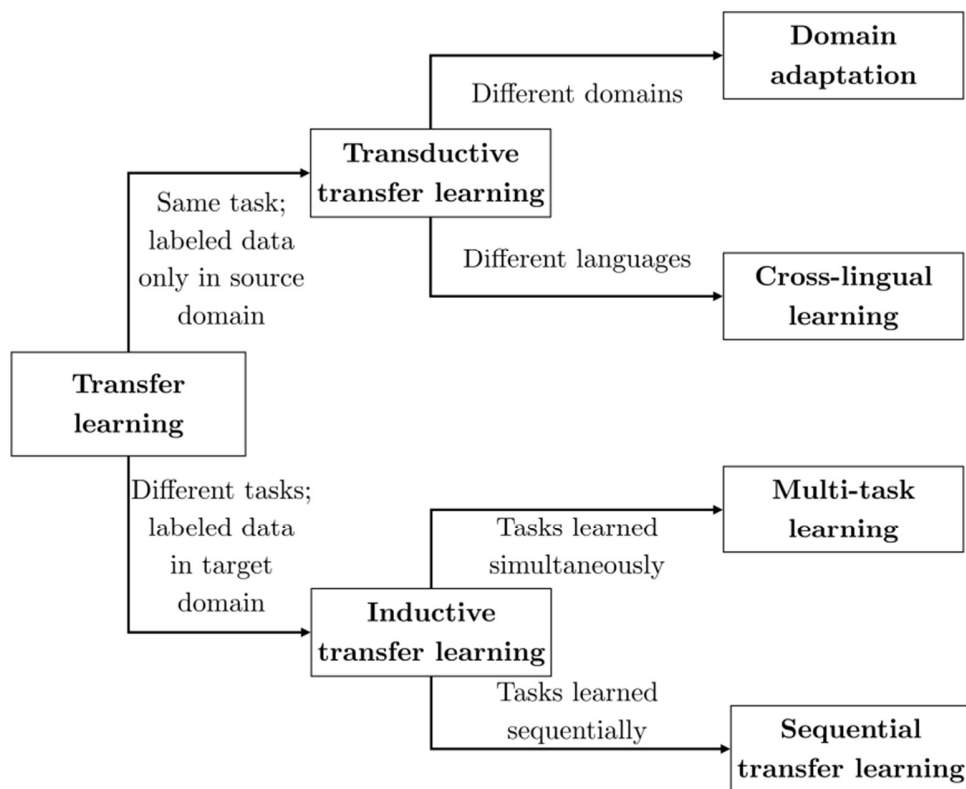 Domain
adaptation
Different domains
Transductive
transfer learning
Same task;
labeled data
only in source
domain
Different languages
Cross-lingual
learning
Transfer
learning
Different tasks;
labeled data
in target
domain
Multi-task
learning
Tasks learned
simultaneously
Inductive
transfer learning
Tasks learned
sequentially
Sequential
transfer learning